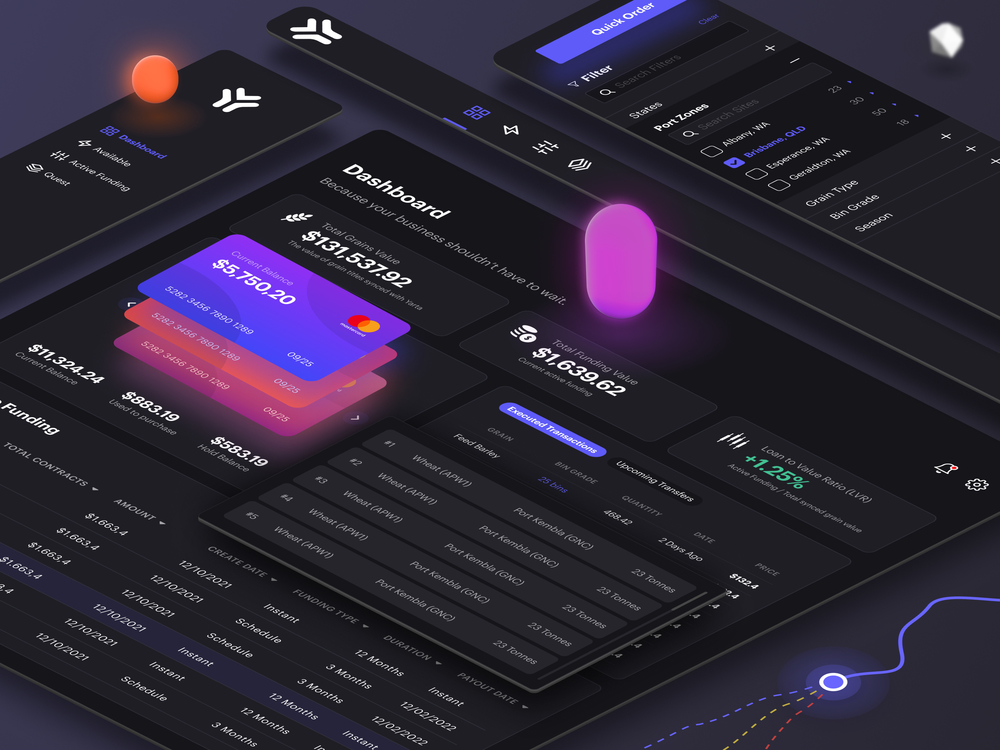 Quick Order
Clear
Filter
Search Filters
States
Port Zones
Search Sites
Albany, WA
23
Brisbane, QLD
30
Esperance, WA
50
Geraldton, WA
18
Grain Type
Bin Grade
Season
Dashboard
Available
Active Funding
Quest
Dashboard
Because your business shouldn't have to wait.
Total Grains Value
$131,537.92
The value of grain titles synced with Yarta
Current Balance
$5,750,20
5282 3456 7890 1289
09/25
mastercard
5282 3456 7890 1289
09/25
5282 3456 7890 1289
09/25
$11,324.24
Current Balance
$883.19
Used to purchase
$583.19
Hold Balance
Total Funding Value
$1,639.62
Current active funding
Loan to Value Ratio (LVR)
+1.25%
Active Funding / Total synced grain value
Executed Transactions
Upcoming Transfers
GRAIN
BIN GRADE
QUANTITY
DATE
PRICE
Feed Barley
25 bins
468.42
2 Days Ago
$132.4
#1
Wheat (APW1)
Port Kembla (GNC)
23 Tonnes
#2
Wheat (APW1)
Port Kembla (GNC)
23 Tonnes
#3
Wheat (APW1)
Port Kembla (GNC)
23 Tonnes
#4
Wheat (APW1)
Port Kembla (GNC)
23 Tonnes
#5
Wheat (APW1)
Port Kembla (GNC)
23 Tonnes
Funding
TOTAL CONTRACTS
AMOUNT
CREATE DATE
FUNDING TYPE
DURATION
PAYOUT DATE
$1,663.4
12/10/2021
Instant
12 Months
Instant
$1,663.4
12/10/2021
Schedule
3 Months
12/02/2022
$1,663.4
12/10/2021
Instant
12 Months
Instant
12/10/2021
Instant
3 Months
12/02/2022
12/10/2021
Schedule
12 Months